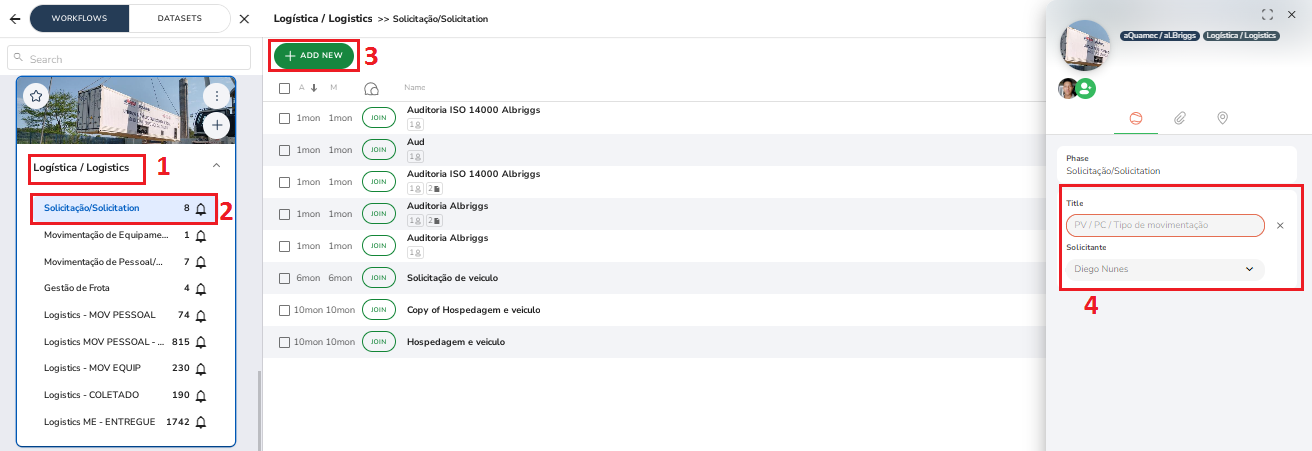 WORKFLOWS
DATASETS
Search
Logística / Logistics
1
Solicitação/Solicitation 8
2
Movimentação de Equipame... 1
Movimentação de Pessoal/... 7
Gestão de Frota 4
Logistics - MOV PESSOAL 74
Logistics MOV PESSOAL - ... 815
Logistics - MOV EQUIP 230
Logistics - COLETADO 190
Logistics ME - ENTREGUE 1742
Logística / Logistics >> Solicitação/Solicitation
+ ADD NEW
3
A M Name
1mon 1mon JOIN Auditoria ISO 14000 Albriggs
1
1mon 1mon JOIN Aud
1
1mon 1mon JOIN Auditoria ISO 14000 Albriggs
1 2
1mon 1mon JOIN Auditoria Albriggs
1 2
1mon 1mon JOIN Auditoria Albriggs
1
6mon 6mon JOIN Solicitação de veiculo
10mon 10mon JOIN Copy of Hospedagem e veiculo
10mon 10mon JOIN Hospedagem e veiculo
aQuamec / aLBriggs Logística / Logistics
Phase
Solicitação/Solicitation
Title
PV / PC / Tipo de movimentação
Solicitante
Diego Nunes
4